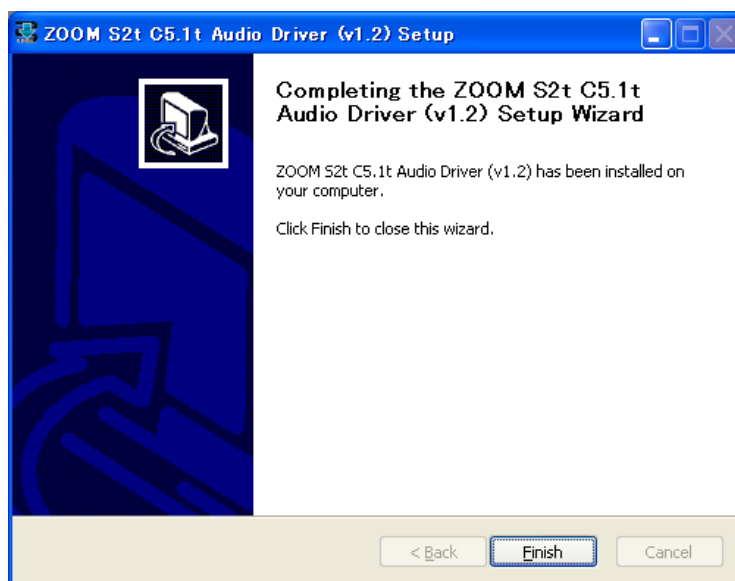 ZOOM S2t C5.1t Audio Driver (v1.2) Setup
Completing the ZOOM S2t C5.1t
Audio Driver (v1.2) Setup Wizard
ZOOM S2t C5.1t Audio Driver (v1.2) has been installed on
your computer.
Click Finish to close this wizard.
< Back
Finish
Cancel